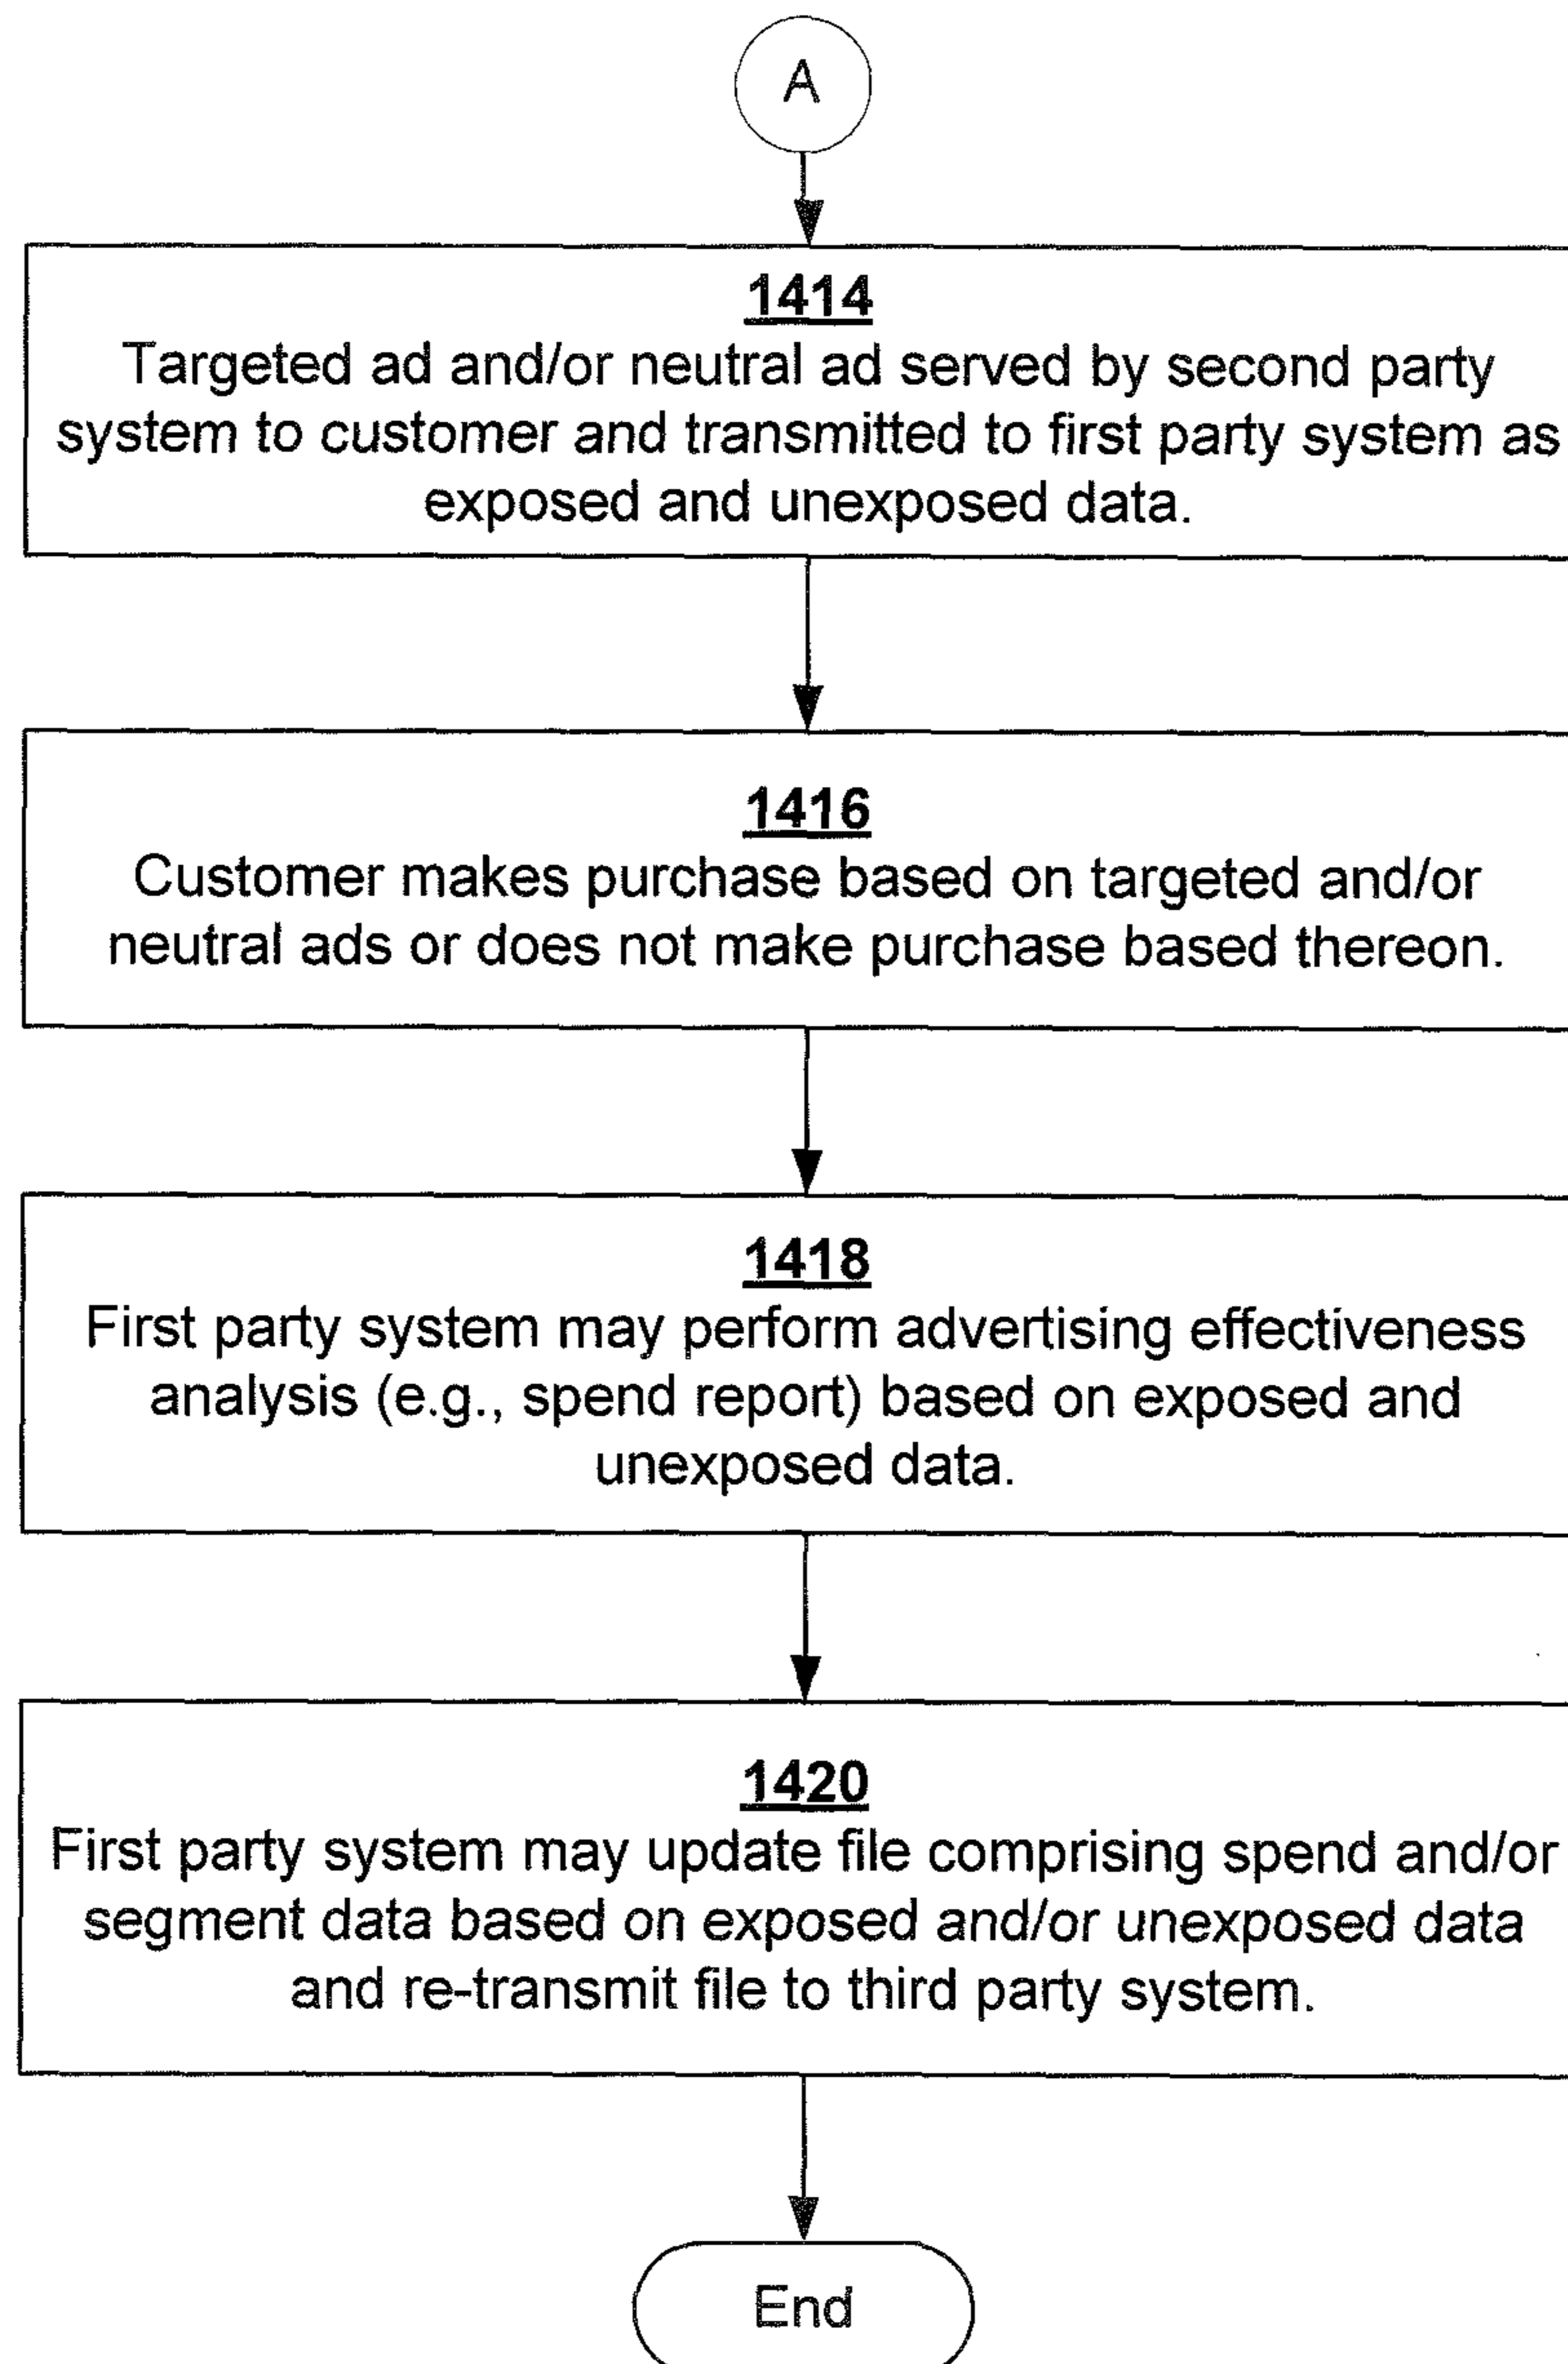 A
1414
Targeted ad and/or neutral ad served by second party
system to customer and transmitted to first party system as
exposed and unexposed data.
1416
Customer makes purchase based on targeted and/or
neutral ads or does not make purchase based thereon.
1418
First party system may perform advertising effectiveness
analysis (e.g., spend report) based on exposed and
unexposed data.
1420
First party system may update file comprising spend and/or
segment data based on exposed and/or unexposed data
and re-transmit file to third party system.
End